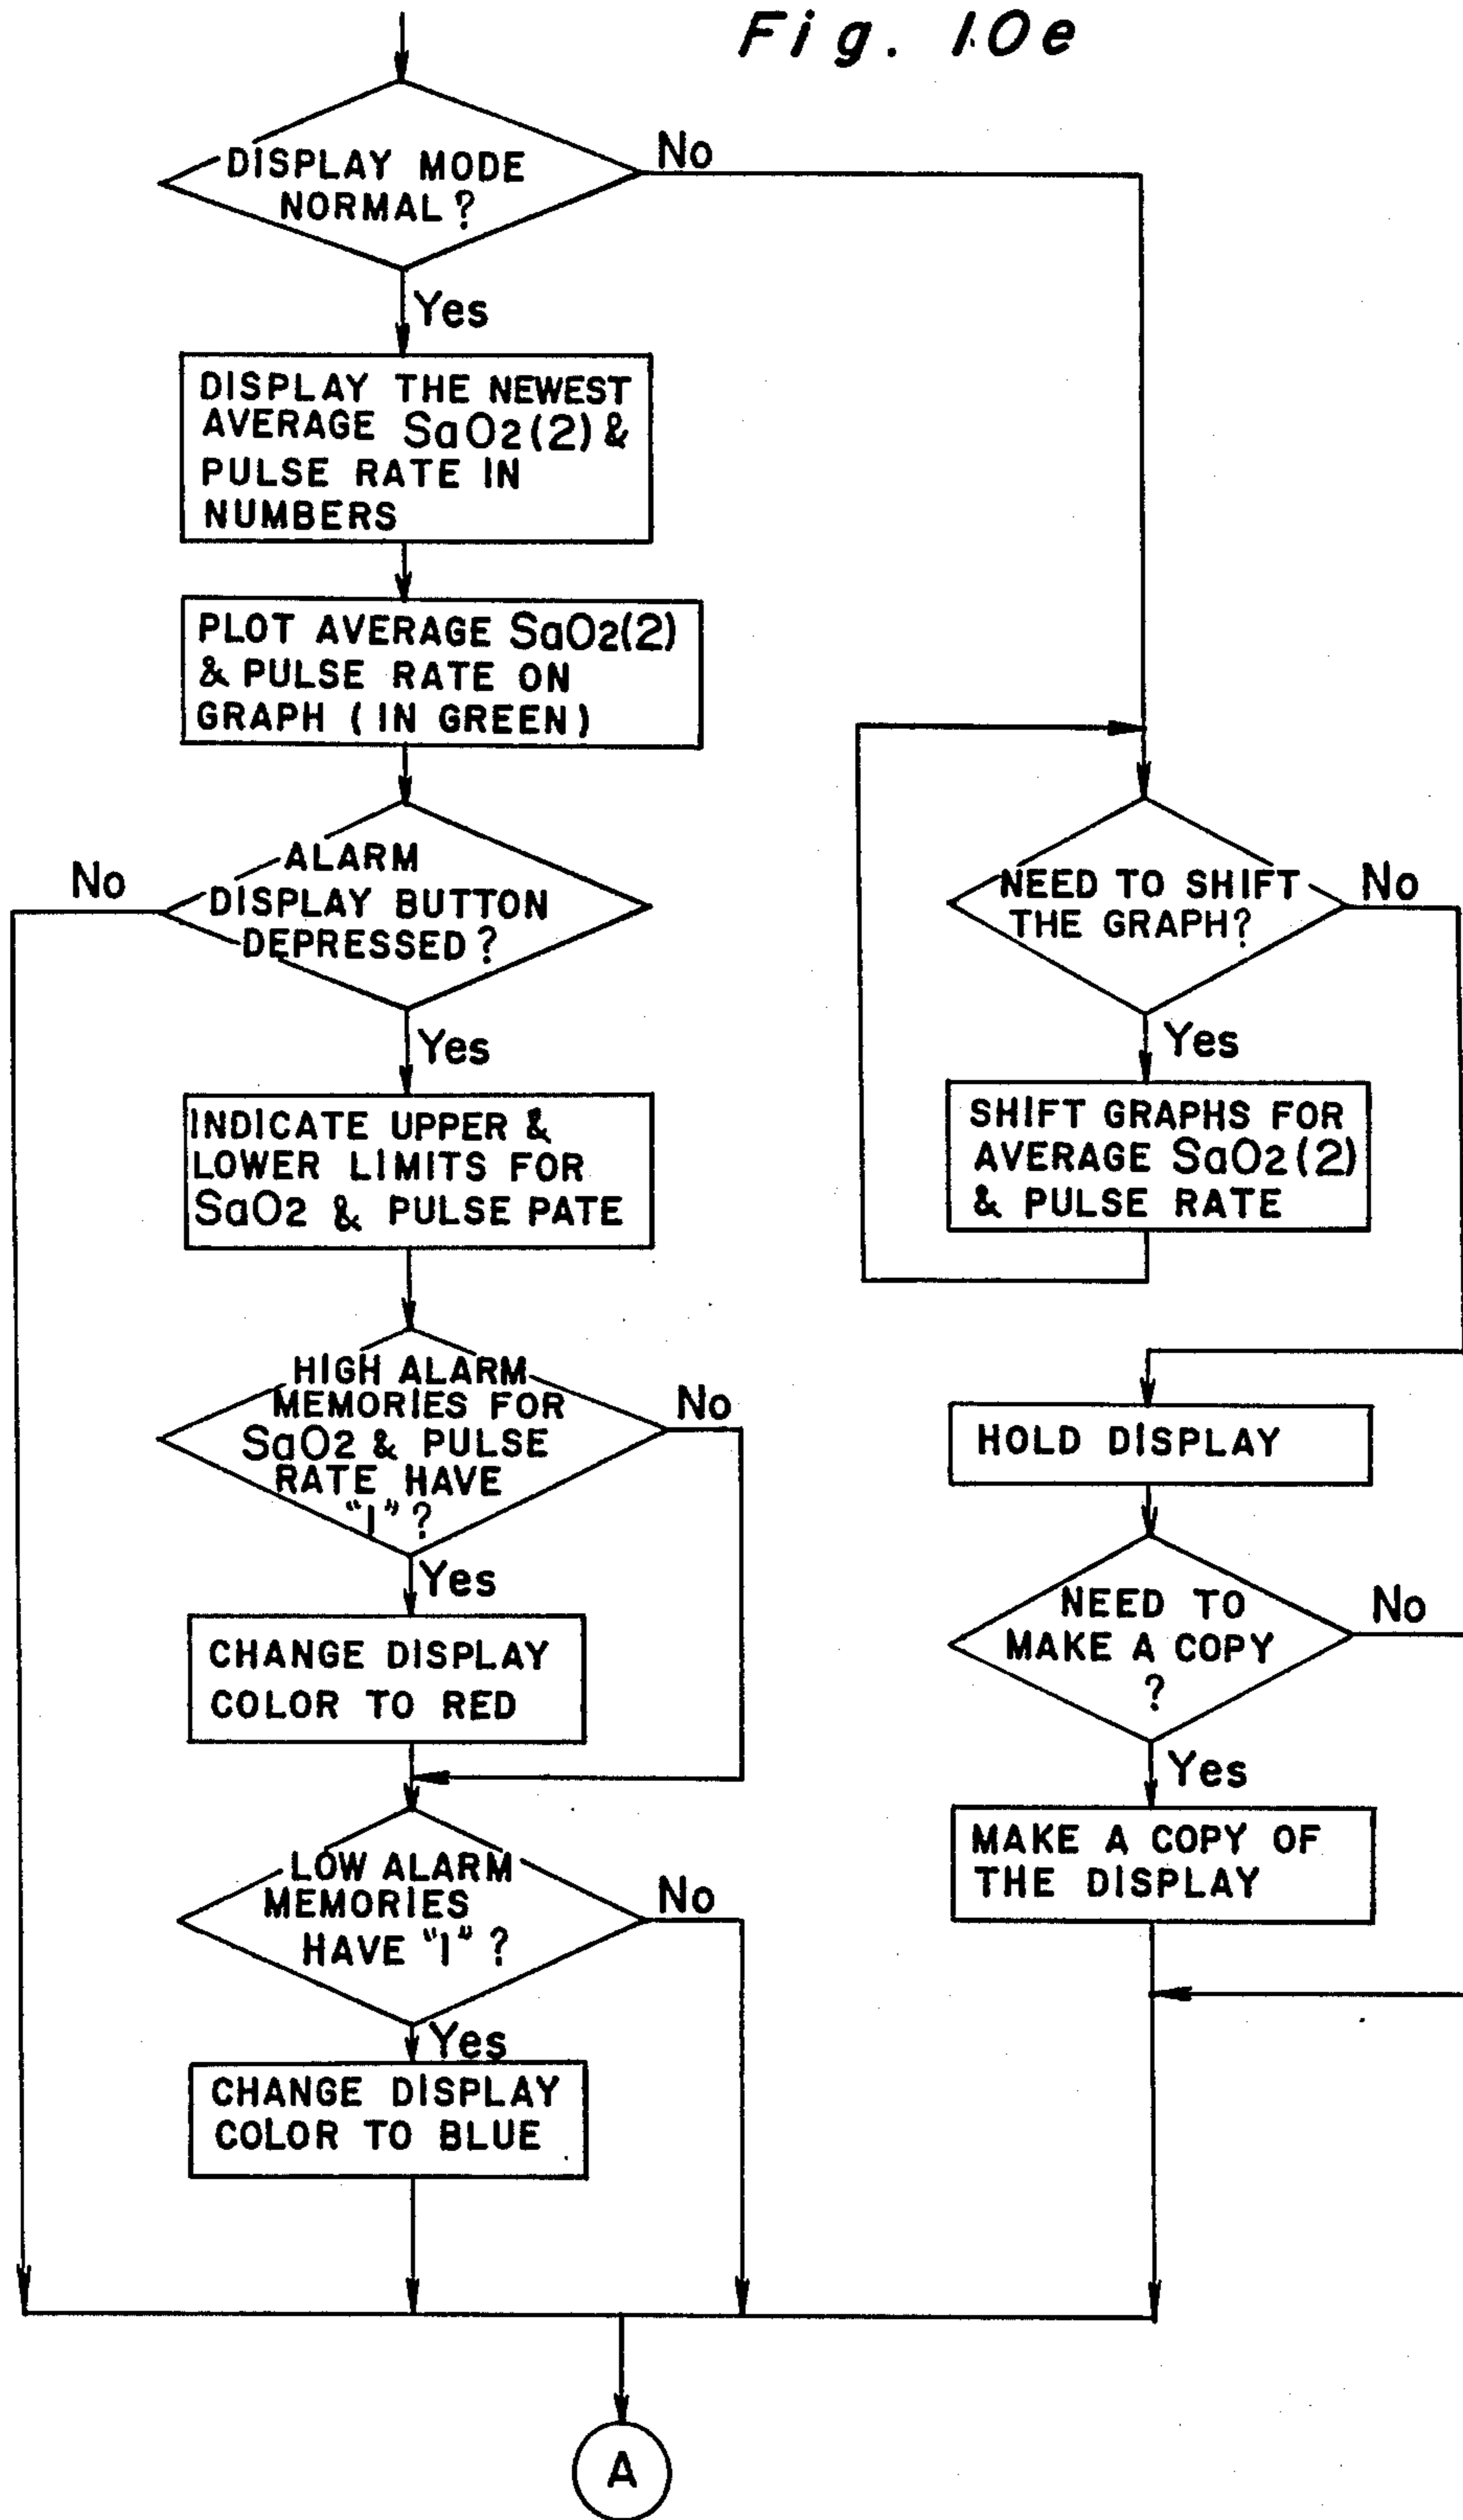 Fig. 10e
DISPLAY MODE
NORMAL?
No
Yes
DISPLAY THE NEWEST
AVERAGE SaO2(2) &
PULSE RATE IN
NUMBERS
PLOT AVERAGE SaO2(2)
& PULSE RATE ON
GRAPH (IN GREEN)
ALARM
DISPLAY BUTTON
DEPRESSED?
No
Yes
INDICATE UPPER &
LOWER LIMITS FOR
SaO2 & PULSE PATE
HIGH ALARM
MEMORIES FOR
SaO2 & PULSE
RATE HAVE
"1"?
No
Yes
CHANGE DISPLAY
COLOR TO RED
LOW ALARM
MEMORIES
HAVE "1"?
No
Yes
CHANGE DISPLAY
COLOR TO BLUE
NEED TO SHIFT
THE GRAPH?
No
Yes
SHIFT GRAPHS FOR
AVERAGE SaO2(2)
& PULSE RATE
HOLD DISPLAY
NEED TO
MAKE A COPY
?
No
Yes
MAKE A COPY OF
THE DISPLAY
A